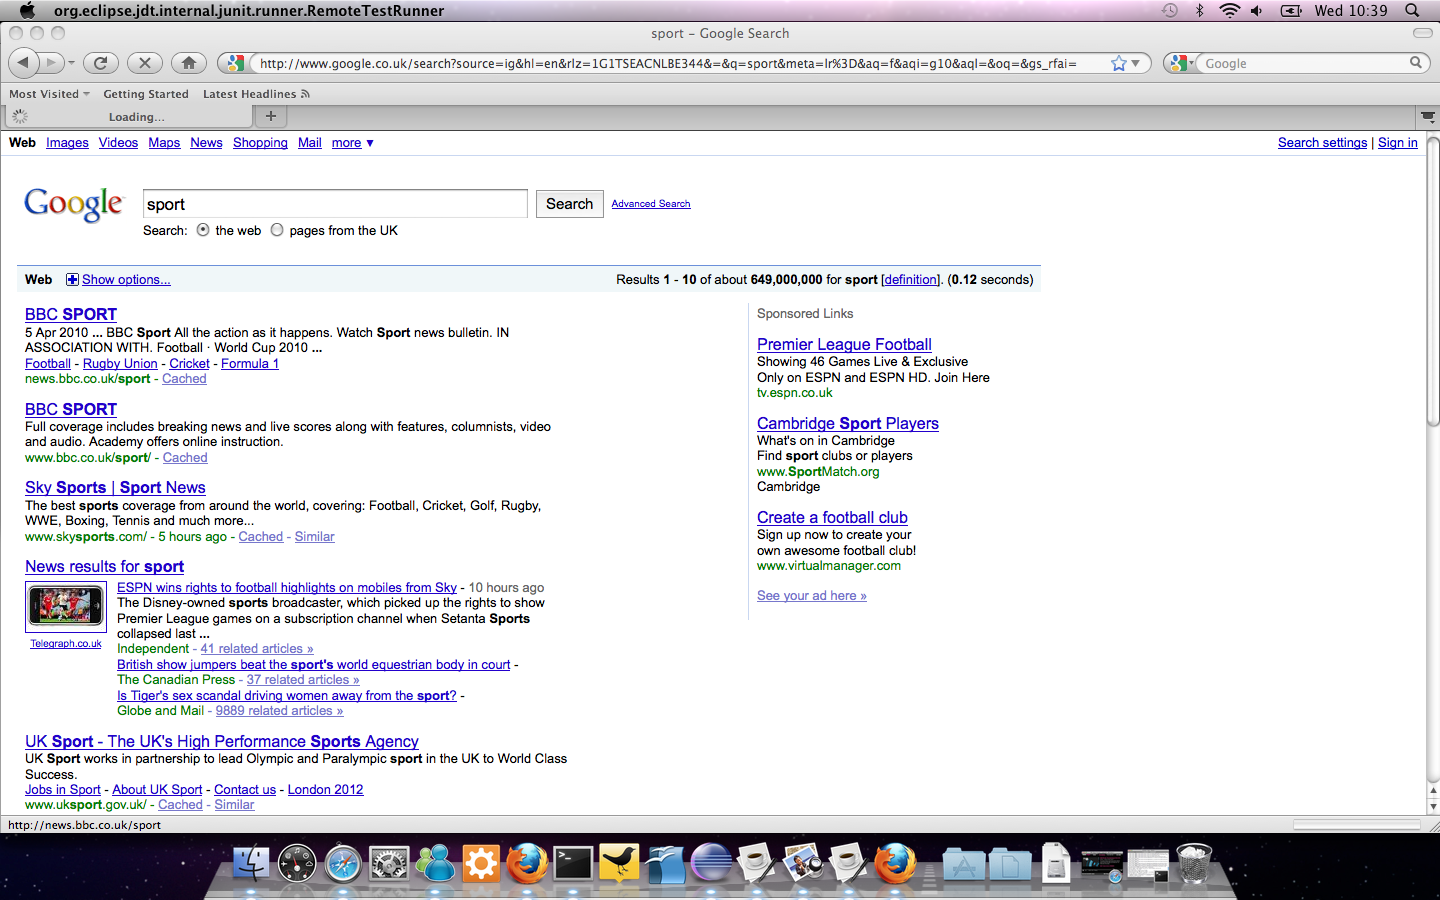 org.eclipse.jdt.internal.junit.runner.RemoteTestRunner
Wed 10:39
sport – Google Search
http://www.google.co.uk/search?source=ig&hl=en&rlz=1G1TSEACNLBE344&=&q=sport&meta=lr%3D&aq=f&aqi=g10&aql=&oq=&gs_rfai=
Google
Most Visited Getting Started Latest Headlines
Loading...
Web Images Videos Maps News Shopping Mail more ▼
Search settings | Sign in
Google
sport
Search
Advanced Search
Search: the web pages from the UK
Web Show options...
Results 1 - 10 of about 649,000,000 for sport [definition]. (0.12 seconds)
BBC SPORT
5 Apr 2010 ... BBC Sport All the action as it happens. Watch Sport news bulletin. IN
ASSOCIATION WITH. Football · World Cup 2010 ...
Football - Rugby Union - Cricket - Formula 1
news.bbc.co.uk/sport - Cached
BBC SPORT
Full coverage includes breaking news and live scores along with features, columnists, video
and audio. Academy offers online instruction.
www.bbc.co.uk/sport/ - Cached
Sky Sports | Sport News
The best sports coverage from around the world, covering: Football, Cricket, Golf, Rugby,
WWE, Boxing, Tennis and much more...
www.skysports.com/ - 5 hours ago - Cached - Similar
News results for sport
Telegraph.co.uk
ESPN wins rights to football highlights on mobiles from Sky - 10 hours ago
The Disney-owned sports broadcaster, which picked up the rights to show
Premier League games on a subscription channel when Setanta Sports
collapsed last ...
Independent - 41 related articles »
British show jumpers beat the sport's world equestrian body in court -
The Canadian Press - 37 related articles »
Is Tiger's sex scandal driving women away from the sport? -
Globe and Mail - 9889 related articles »
UK Sport - The UK's High Performance Sports Agency
UK Sport works in partnership to lead Olympic and Paralympic sport in the UK to World Class
Success.
Jobs in Sport - About UK Sport - Contact us - London 2012
www.uksport.gov.uk/ - Cached - Similar
Sponsored Links
Premier League Football
Showing 46 Games Live & Exclusive
Only on ESPN and ESPN HD. Join Here
tv.espn.co.uk
Cambridge Sport Players
What's on in Cambridge
Find sport clubs or players
www.SportMatch.org
Cambridge
Create a football club
Sign up now to create your
own awesome football club!
www.virtualmanager.com
See your ad here »
http://news.bbc.co.uk/sport